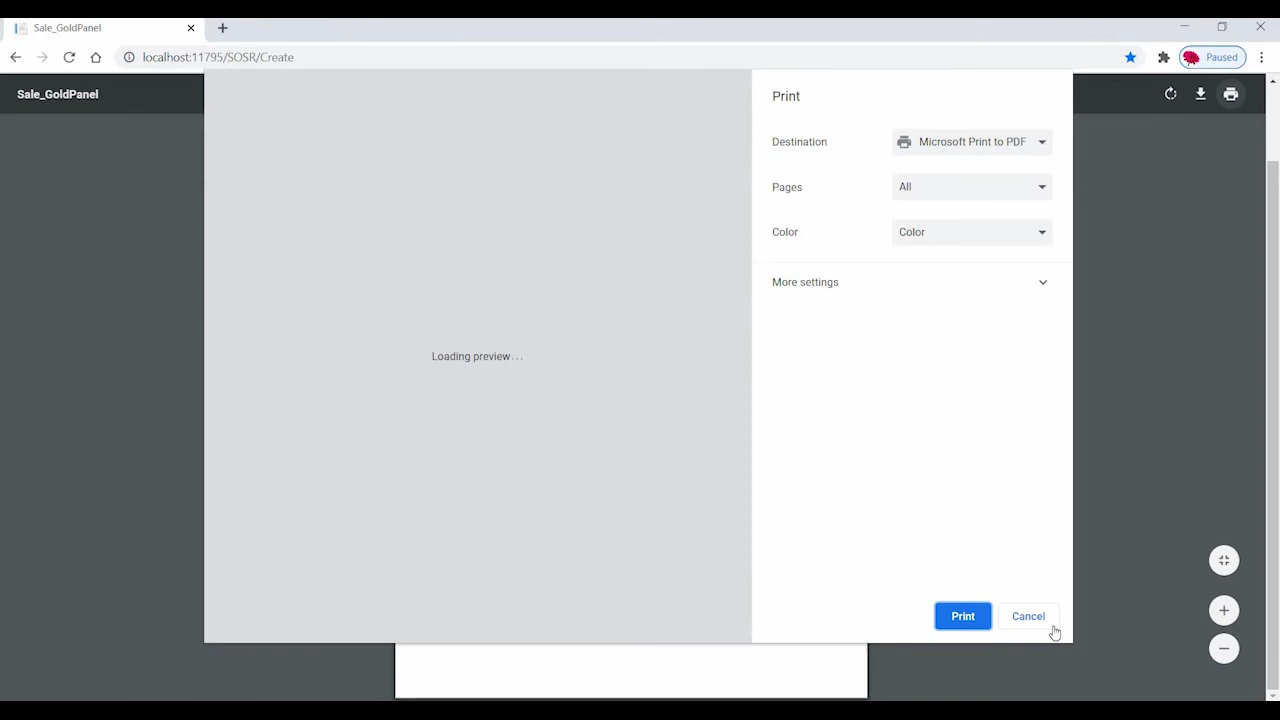 Sale_GoldPanel
localhost:11795/SOSR/Create
Paused
Sale_GoldPanel
Print
Destination
Microsoft Print to PDF
Pages
All
Color
Color
More settings
Loading preview...
Print
Cancel